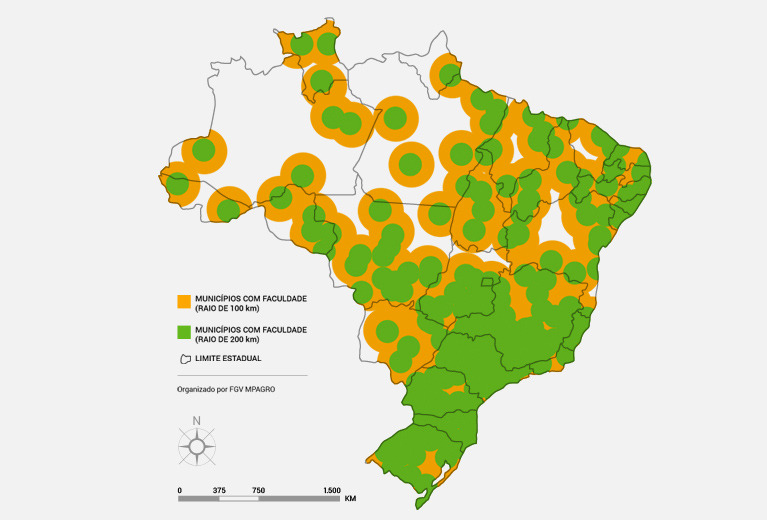 MUNICÍPIOS COM FACULDADE
(RAIO DE 100 km)
MUNICÍPIOS COM FACULDADE
(RAIO DE 200 km)
LIMITE ESTADUAL
Organizado por FGV MPAGRO
N
0 375 750 1.500
KM